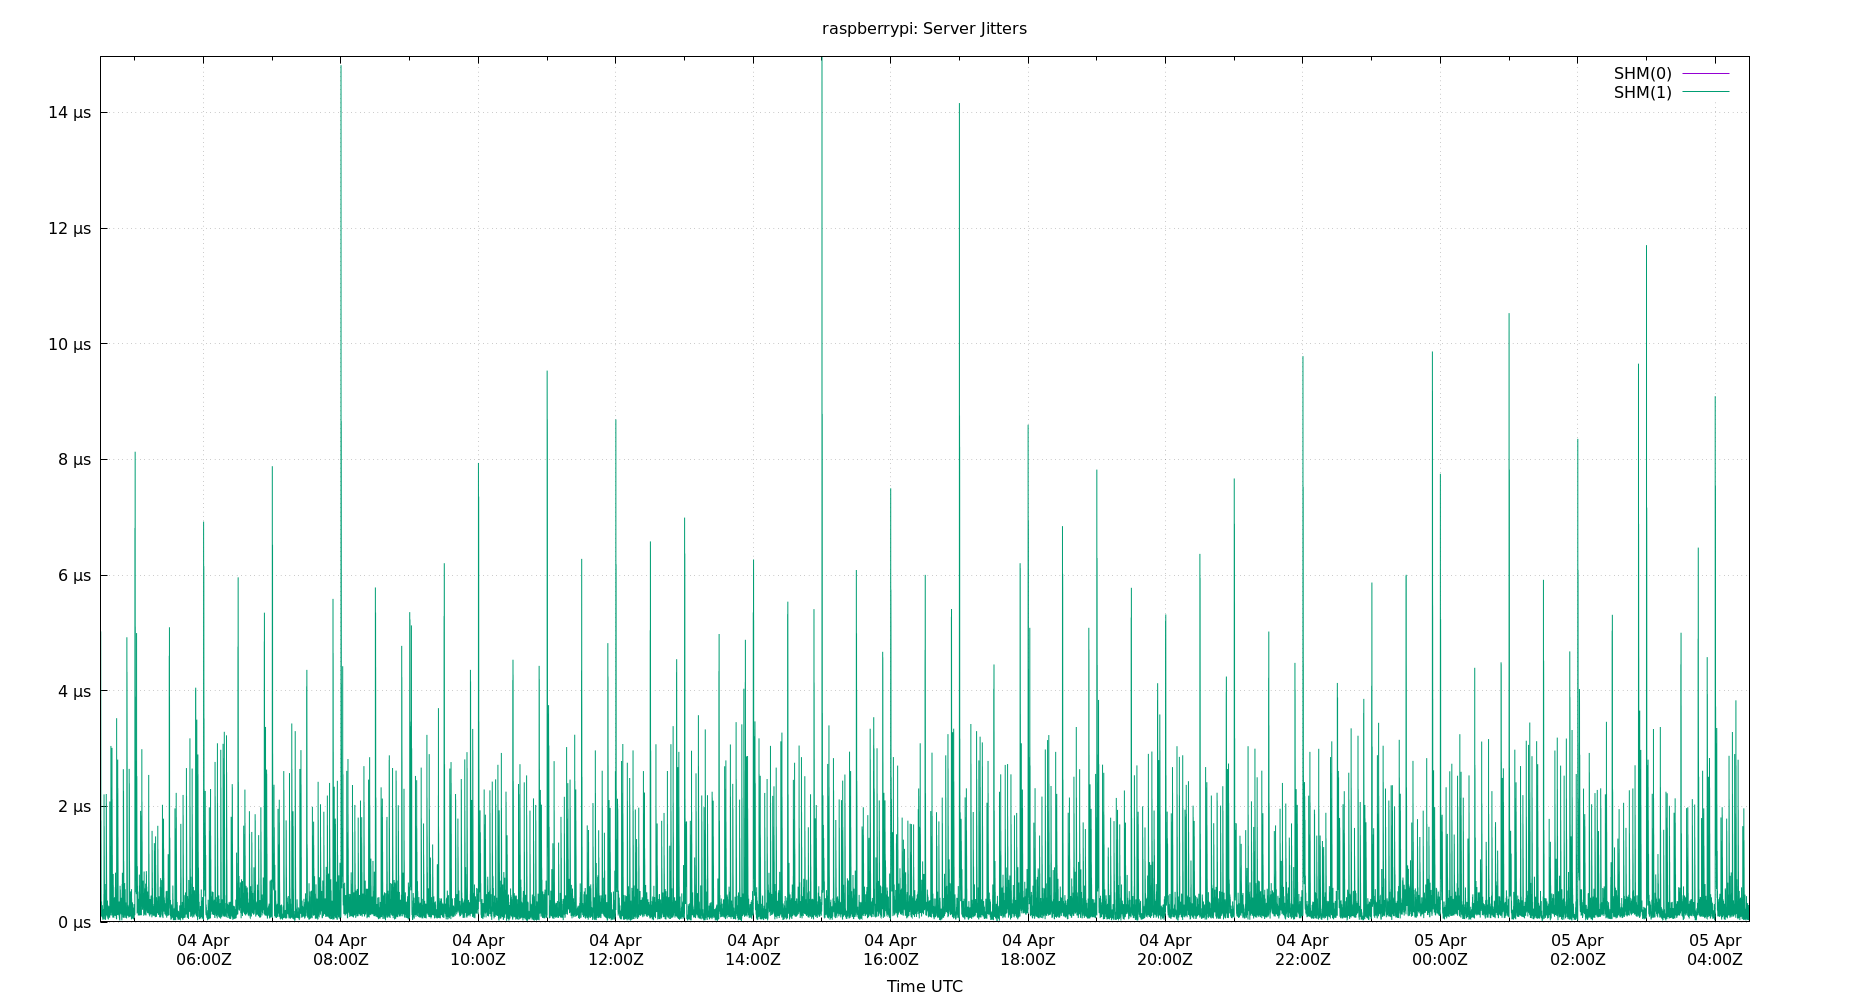 raspberrypi: Server Jitters
SHM(0)
SHM(1)
14 µs
12 µs
10 µs
8 µs
6 µs
4 µs
2 µs
0 µs
04 Apr 04 Apr 04 Apr 04 Apr 04 Apr 04 Apr 04 Apr 04 Apr 04 Apr 05 Apr 05 Apr 05 Apr
06:00Z 08:00Z 10:00Z 12:00Z 14:00Z 16:00Z 18:00Z 20:00Z 22:00Z 00:00Z 02:00Z 04:00Z
Time UTC